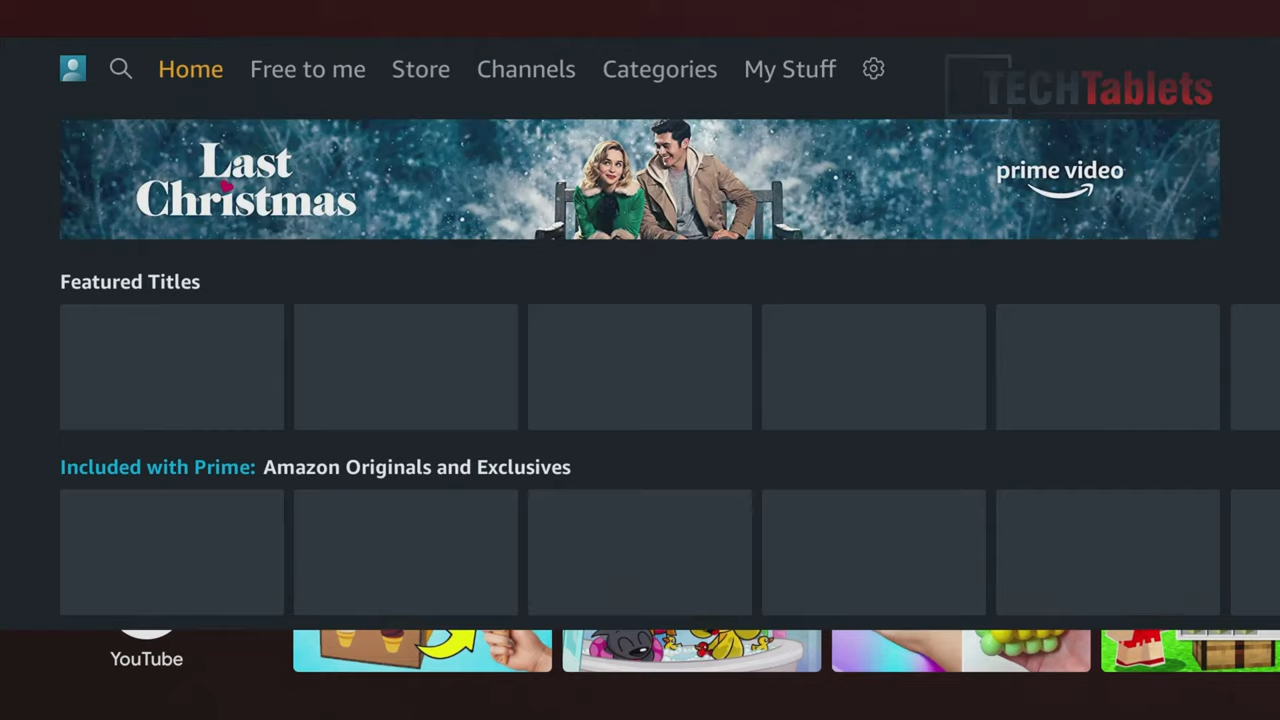 Home Free to me Store Channels Categories My Stuff
TECHTablets
Last
Christmas
prime video
Featured Titles
Included with Prime: Amazon Originals and Exclusives
YouTube